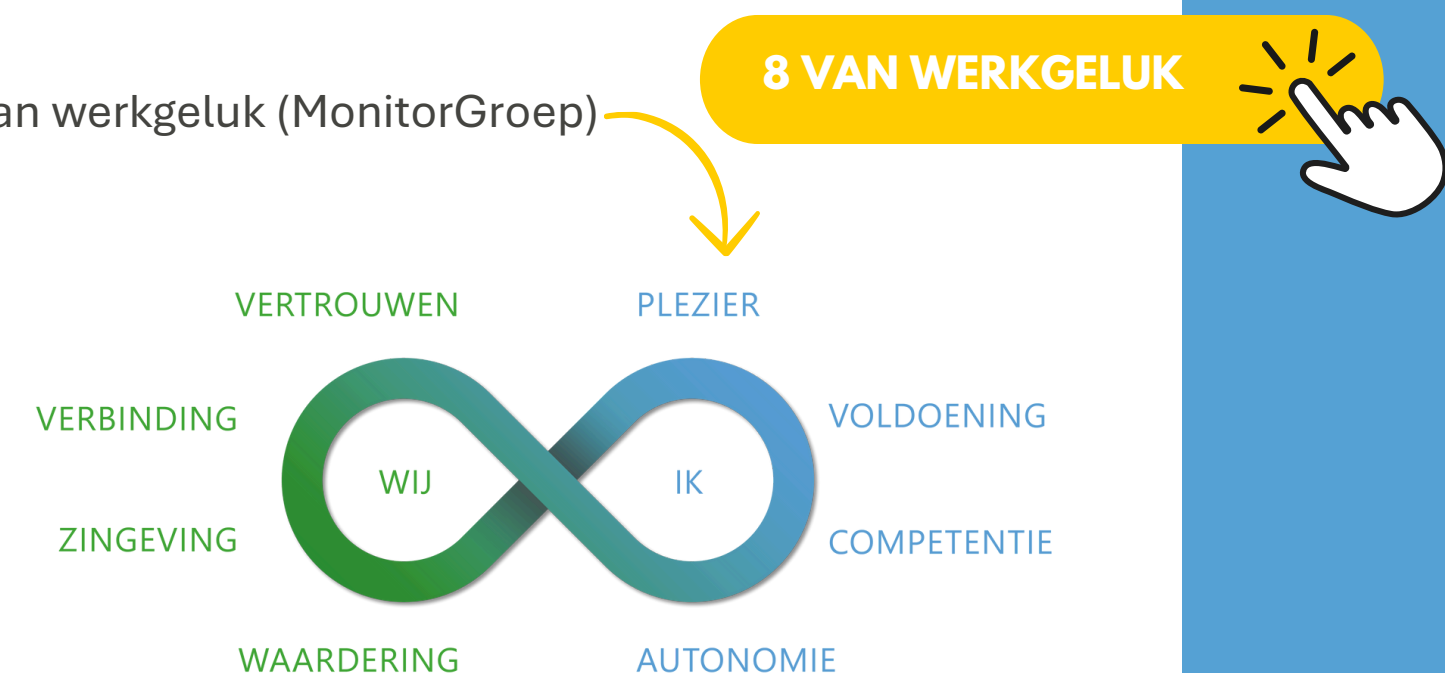 8 VAN WERKGELUK
an werkgeluk (MonitorGroep)
VERTROUWEN
PLEZIER
VERBINDING
VOLDOENING
WIJ
IK
ZINGEVING
COMPETENTIE
WAARDERING
AUTONOMIE